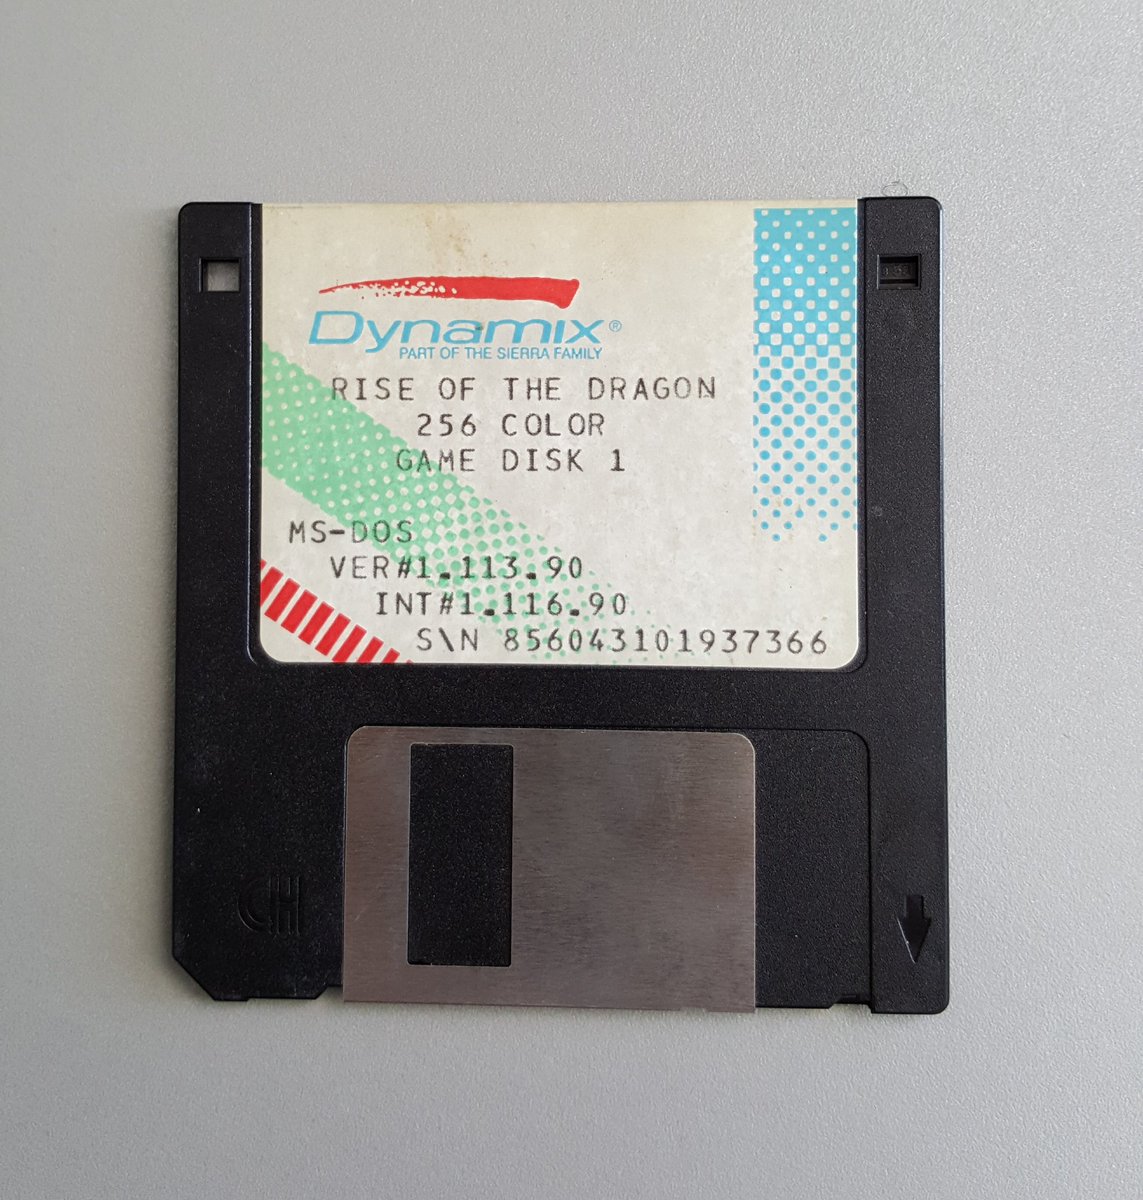 Dynamix®
PART OF THE SIERRA FAMILY
RISE OF THE DRAGON
256 COLOR
GAME DISK 1
MS-DOS
VER#1.113.90
INT#1.116.90
S\N 856043101937366